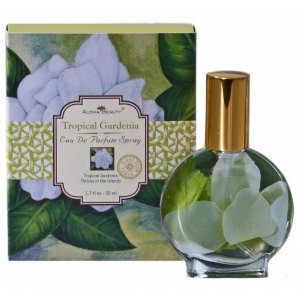 ALOHA BEAUTY
Tropical Gardenia
Eau De Parfum Spray
Tropical Gardenia
Thrives in the Islands
1.7 fl oz - 50 ml